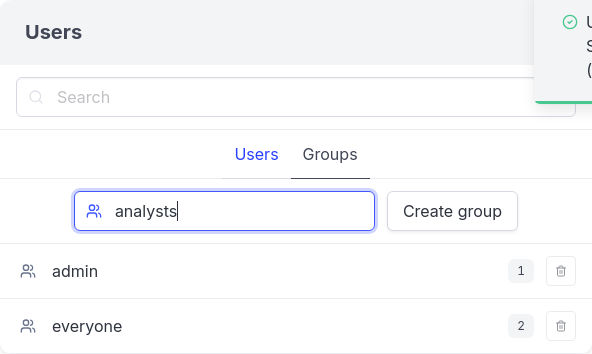 Users
Search
Users Groups
analysts Create group
admin 1
everyone 2